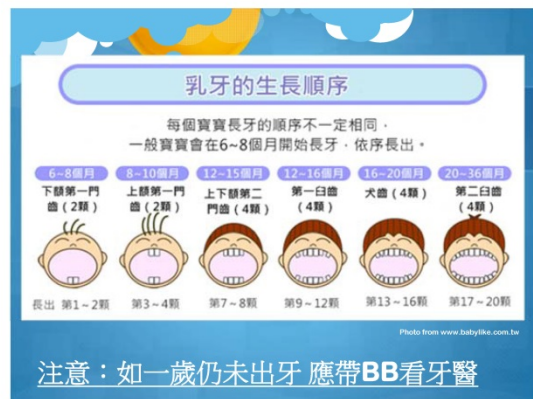 乳牙的生長順序
每個寶寶長牙的順序不一定相同，
一般寶寶會在6~8個月開始長牙，依序長出。
6~8個月 8~10個月 12~15個月 12~16個月 16~20個月 20~36個月
下顎第一門齒（2顆）
上顎第一門齒（2顆）
上下顎第二門齒（4顆）
第一臼齒（4顆）
犬齒（4顆）
第二臼齒（4顆）
長出 第1~2顆 第3~4顆 第7~8顆 第9~12顆 第13~16顆 第17~20顆
Photo from www.babylike.com.tw
注意：如一歲仍未出牙 應帶BB看牙醫